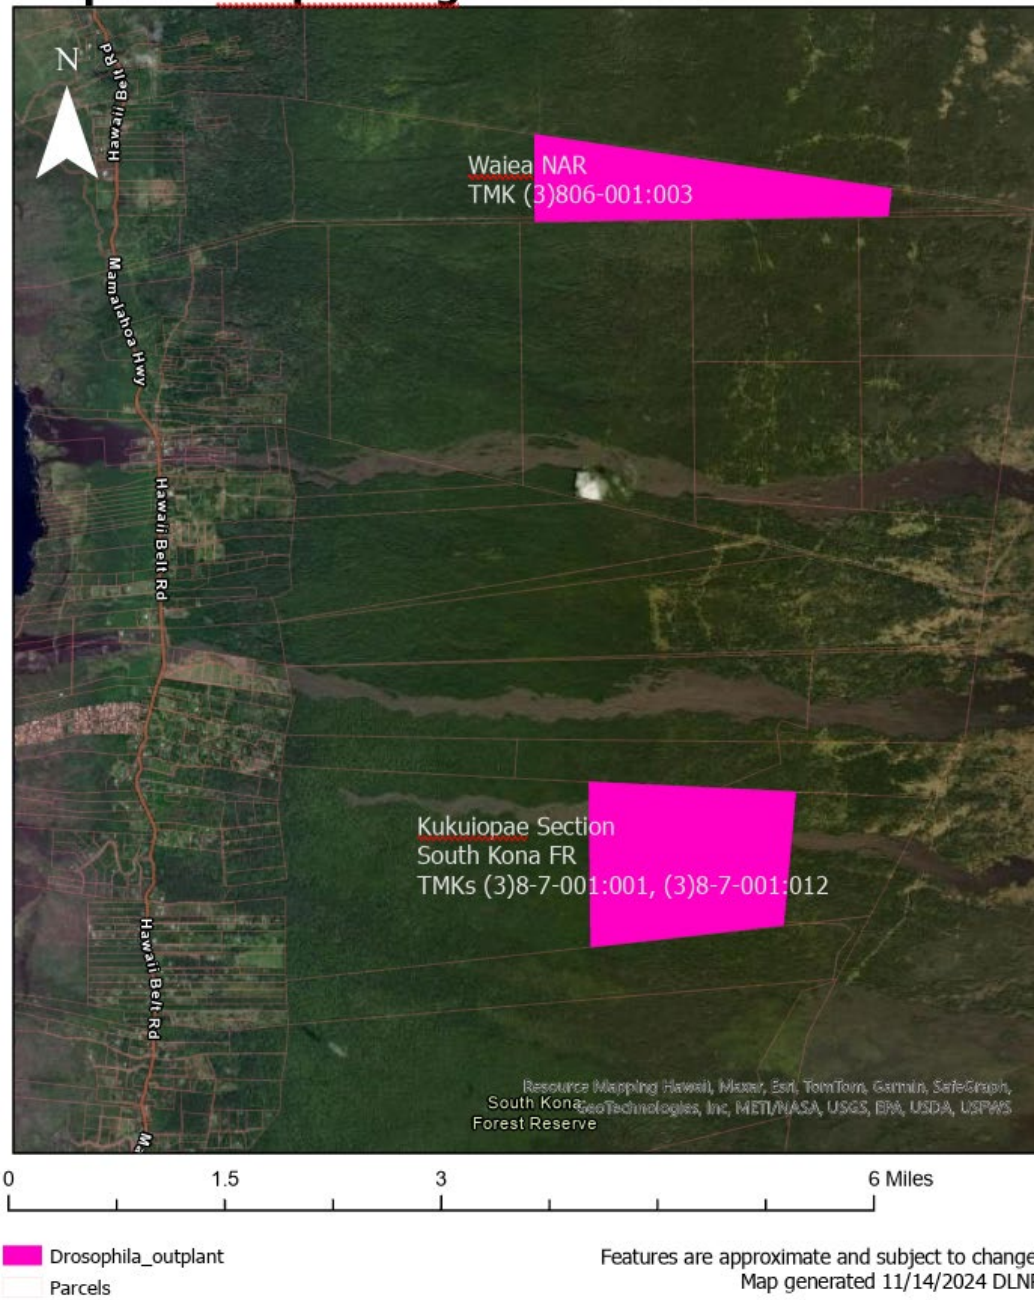 N
Hawaii Belt Rd
Waiea NAR
TMK (3)806-001:003
Mamalahoa Hwy
Hawaii Belt Rd
Kukuiopae Section
South Kona FR
TMKs (3)8-7-001:001, (3)8-7-001:012
Hawaii Belt Rd
Ma
Resource Mapping Hawaii, Maxar, Esri, TomTom, Garmin, SafeGraph,
GeoTechnologies, Inc, METI/NASA, USGS, EPA, USDA, USFWS
South Kona
Forest Reserve
0 1.5 3 6 Miles
Drosophila_outplant
Parcels
Features are approximate and subject to change
Map generated 11/14/2024 DLNR